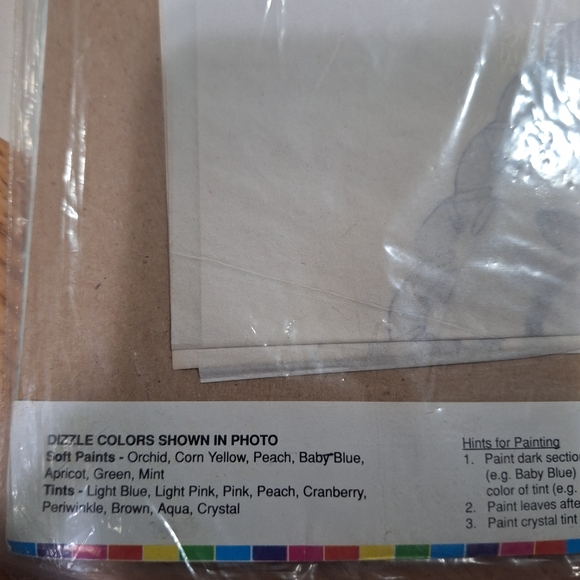 DIZZLE COLORS SHOWN IN PHOTO
Soft Paints - Orchid, Corn Yellow, Peach, Baby Blue,
Apricot, Green, Mint
Tints - Light Blue, Light Pink, Pink, Peach, Cranberry,
Periwinkle, Brown, Aqua, Crystal
Hints for Painting
1. Paint dark sectio
(e.g. Baby Blue)
color of tint (e.g.
2. Paint leaves afte
3. Paint crystal tint